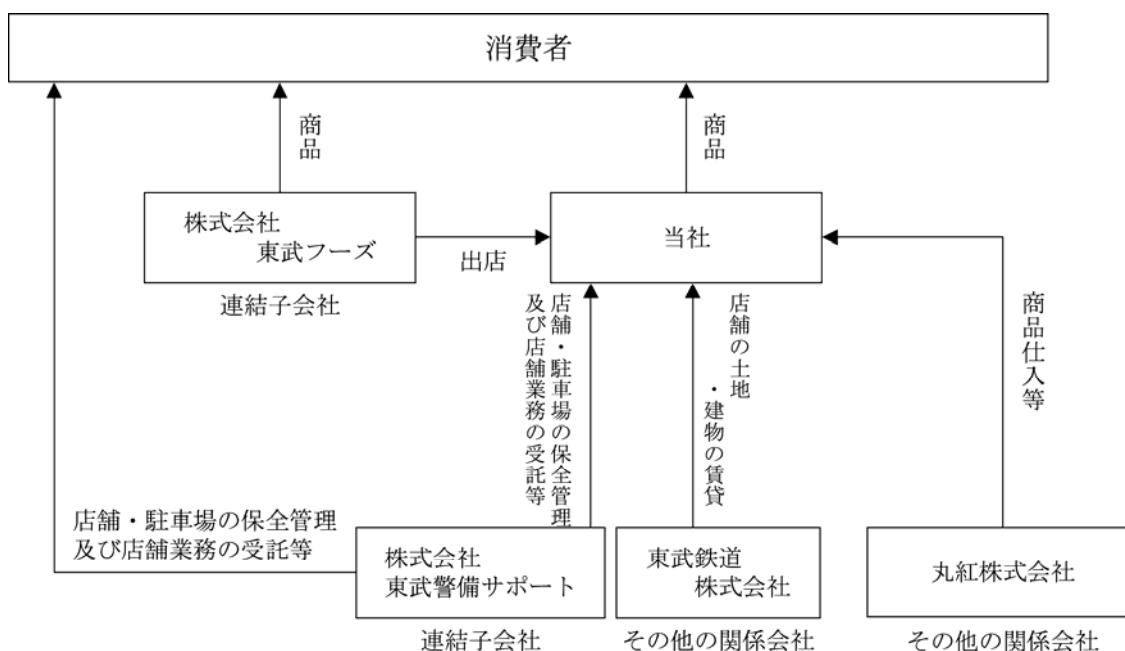 消費者
商品
商品
株式会社
東武フーズ
連結子会社
出店
当社
店舗・駐車場の保全管理
及び店舗業務の受託等
店舗の土地
・建物の賃貸
商品仕入等
店舗・駐車場の保全管理
及び店舗業務の受託等
株式会社
東武警備サポート
連結子会社
東武鉄道
株式会社
その他の関係会社
丸紅株式会社
その他の関係会社